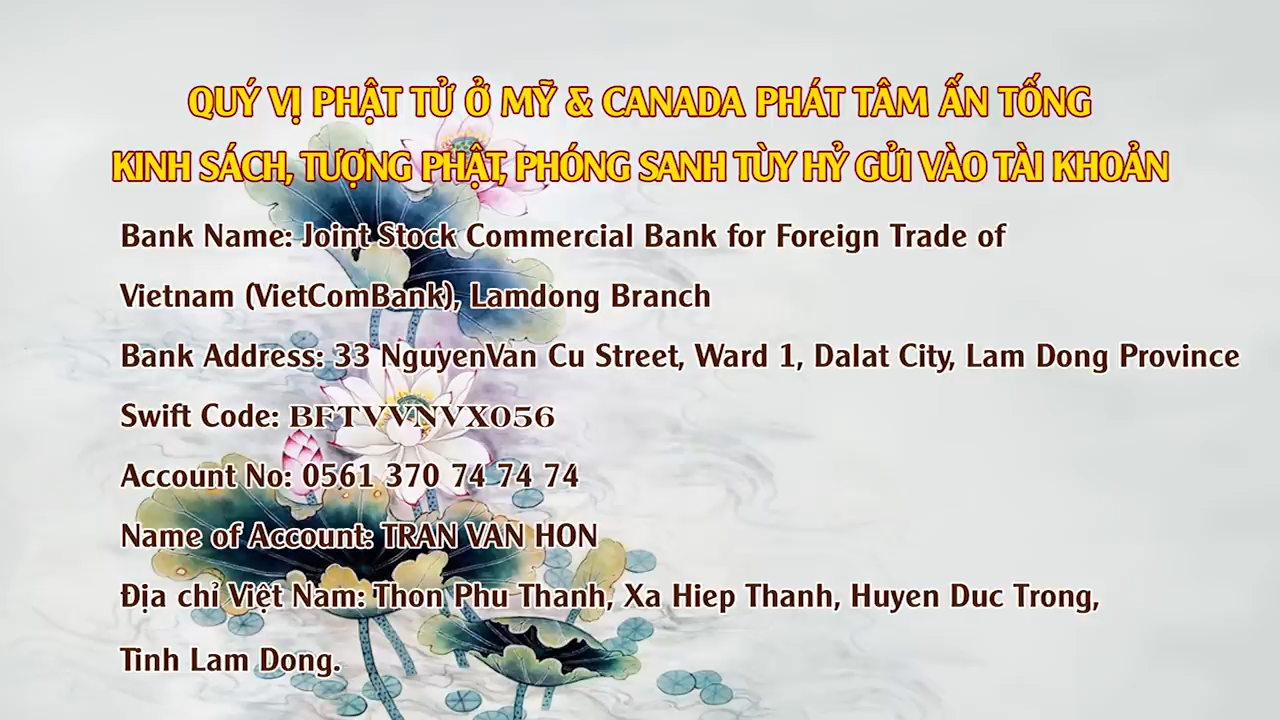 QUÝ VỊ PHẬT TỬ Ở MỸ & CANADA PHÁT TÂM ẤN TỐNG
KINH SÁCH, TƯỢNG PHẬT, PHÓNG SANH TÙY HỶ GỬI VÀO TÀI KHOẢN
Bank Name: Joint Stock Commercial Bank for Foreign Trade of
Vietnam (VietComBank), Lamdong Branch
Bank Address: 33 NguyenVan Cu Street, Ward 1, Dalat City, Lam Dong Province
Swift Code: BFTVVNVX056
Account No: 0561 370 74 74 74
Name of Account: TRAN VAN HON
Địa chỉ Việt Nam: Thon Phu Thanh, Xa Hiep Thanh, Huyen Duc Trong,
Tỉnh Lam Dong.